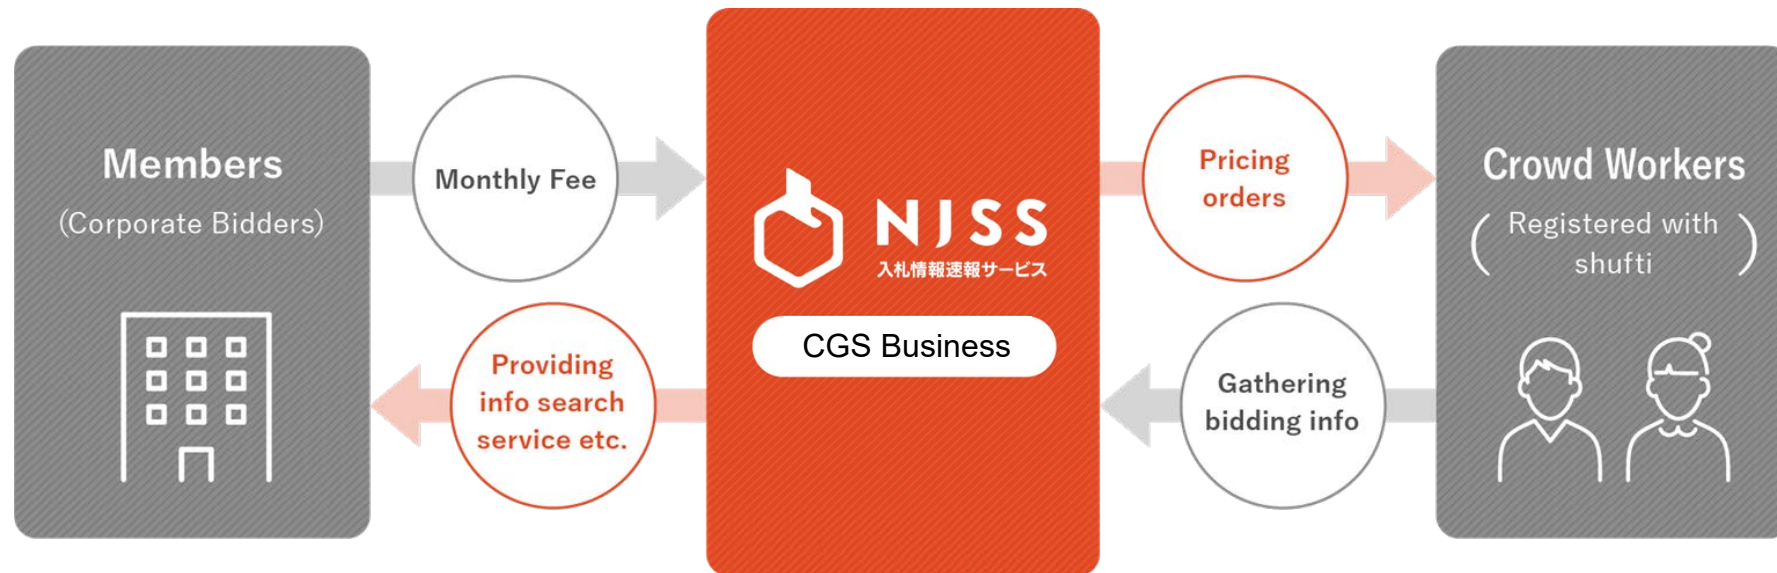 Members
(Corporate Bidders)
Monthly Fee
Providing
info search
service etc.
NJSS
入札情報速報サービス
CGS Business
Pricing
orders
Gathering
bidding info
Crowd Workers
(Registered with
shufti)